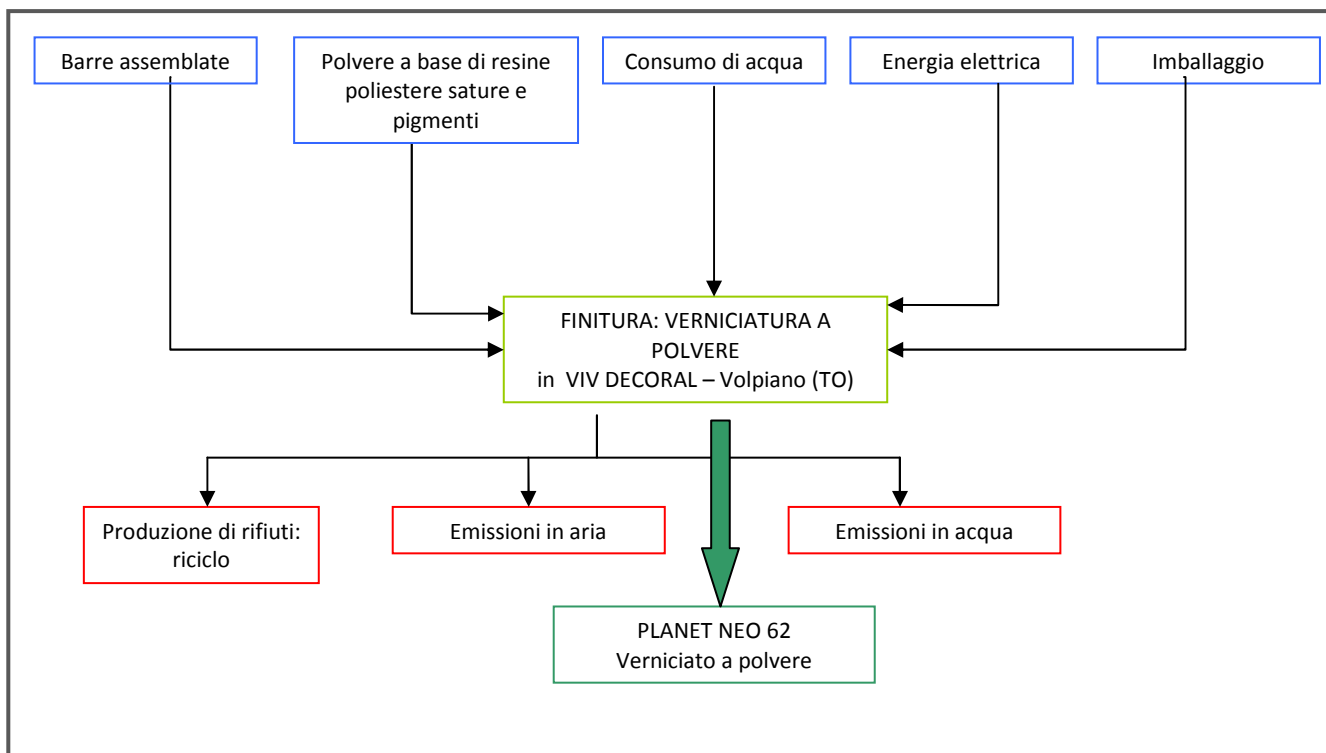 Barre assemblate
Polvere a base di resine
poliestere sature e
pigmenti
Consumo di acqua
Energia elettrica
Imballaggio
FINITURA: VERNICIATURA A
POLVERE
in  VIV DECORAL – Volpiano (TO)
Produzione di rifiuti:
riciclo
Emissioni in aria
Emissioni in acqua
PLANET NEO 62
Verniciato a polvere